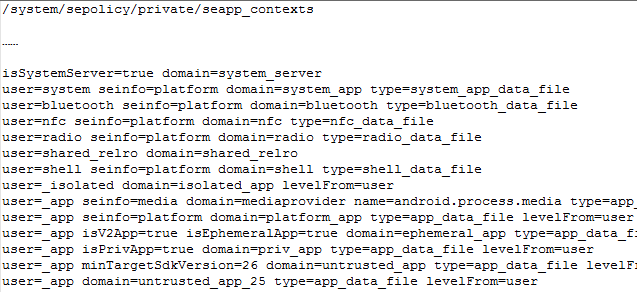 /system/sepolicy/private/seapp_contexts
……
isSystemServer=true domain=system_server
user=system seinfo=platform domain=system_app type=system_app_data_file
user=bluetooth seinfo=platform domain=bluetooth type=bluetooth_data_file
user=nfc seinfo=platform domain=nfc type=nfc_data_file
user=radio seinfo=platform domain=radio type=radio_data_file
user=shared_relro domain=shared_relro
user=shell seinfo=platform domain=shell type=shell_data_file
user=_isolated domain=isolated_app levelFrom=user
user=_app seinfo=media domain=mediaprovider name=android.process.media type=app_
user=_app seinfo=platform domain=platform_app type=app_data_file levelFrom=user
user=_app isV2App=true isEphemeralApp=true domain=ephemeral_app type=app_data_fi
user=_app isPrivApp=true domain=priv_app type=app_data_file levelFrom=user
user=_app minTargetSdkVersion=26 domain=untrusted_app type=app_data_file levelFr
user=_app domain=untrusted_app_25 type=app_data_file levelFrom=user